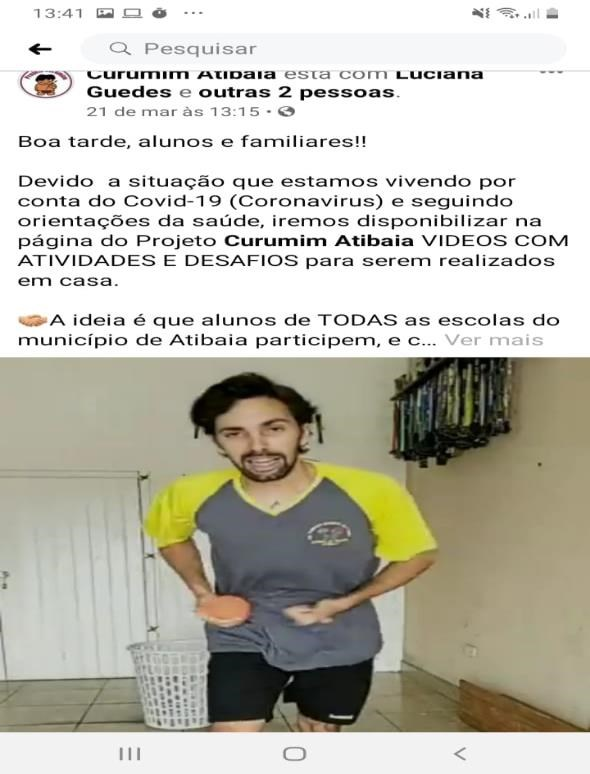 13:41
Pesquisar
Curumim Atibaia está com Luciana
Guedes e outras 2 pessoas.
21 de mar às 13:15 •
Boa tarde, alunos e familiares!!
Devido a situação que estamos vivendo por
conta do Covid-19 (Coronavirus) e seguindo
orientações da saúde, iremos disponibilizar na
página do Projeto Curumim Atibaia VIDEOS COM
ATIVIDADES E DESAFIOS para serem realizados
em casa.
🤝A ideia é que alunos de TODAS as escolas do
município de Atibaia participem, e c... Ver mais